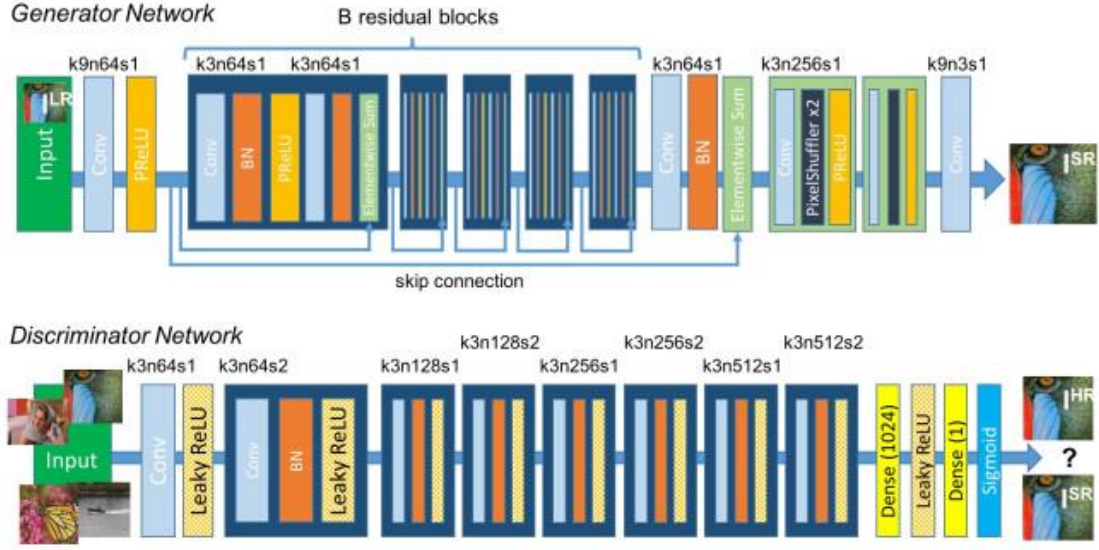 Generator Network
B residual blocks
k9n64s1
k3n64s1
k3n64s1
k3n64s1
k3n256s1
k9n3s1
I LR
Input
Conv
PReLU
Conv
BN
PReLU
Elementwise Sum
Conv
BN
Elementwise Sum
Conv
PixelShuffler x2
PReLU
Conv
I SR
skip connection
Discriminator Network
k3n128s2
k3n256s2
k3n512s2
k3n64s1
k3n64s2
k3n128s1
k3n256s1
k3n512s1
Input
Conv
Leaky ReLU
Conv
BN
Leaky ReLU
Dense (1024)
Leaky ReLU
Dense (1)
Sigmoid
I HR
?
I SR